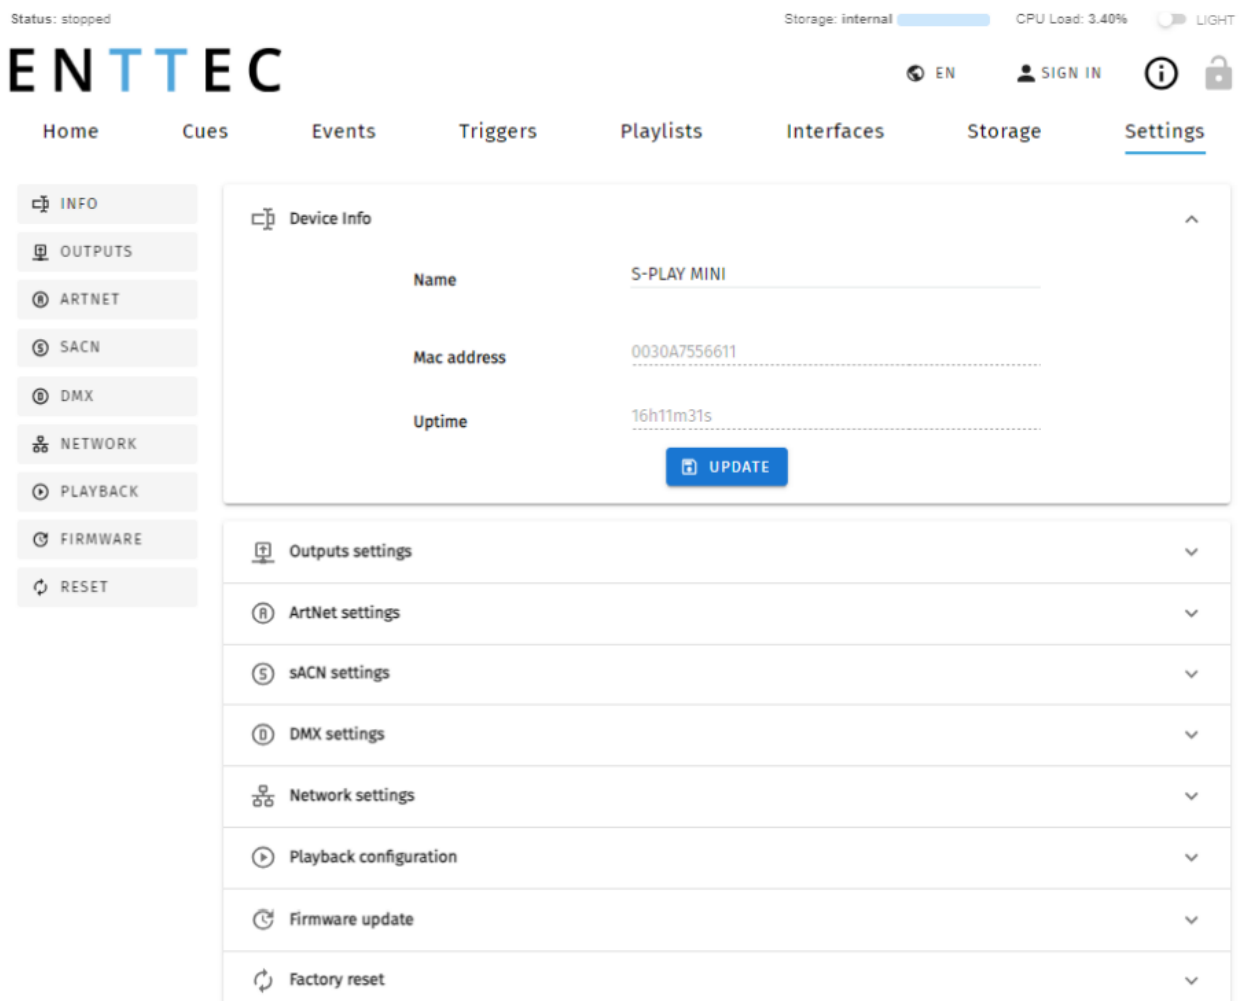 Status: stopped
Storage: internal
CPU Load: 3.40%
LIGHT
ENTTEC
EN
SIGN IN
Home
Cues
Events
Triggers
Playlists
Interfaces
Storage
Settings
INFO
OUTPUTS
ARTNET
SACN
DMX
NETWORK
PLAYBACK
FIRMWARE
RESET
Device Info
Name
S-PLAY MINI
Mac address
0030A7556611
Uptime
16h11m31s
UPDATE
Outputs settings
ArtNet settings
sACN settings
DMX settings
Network settings
Playback configuration
Firmware update
Factory reset